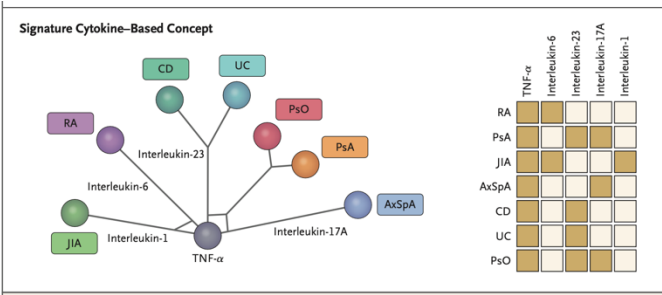 Signature Cytokine–Based Concept
CD
UC
RA
PsO
PsA
Interleukin-23
Interleukin-6
AxSpA
JIA
Interleukin-1
Interleukin-17A
TNF-α
TNF-α
Interleukin-6
Interleukin-23
Interleukin-17A
Interleukin-1
RA
PsA
JIA
AxSpA
CD
UC
PsO